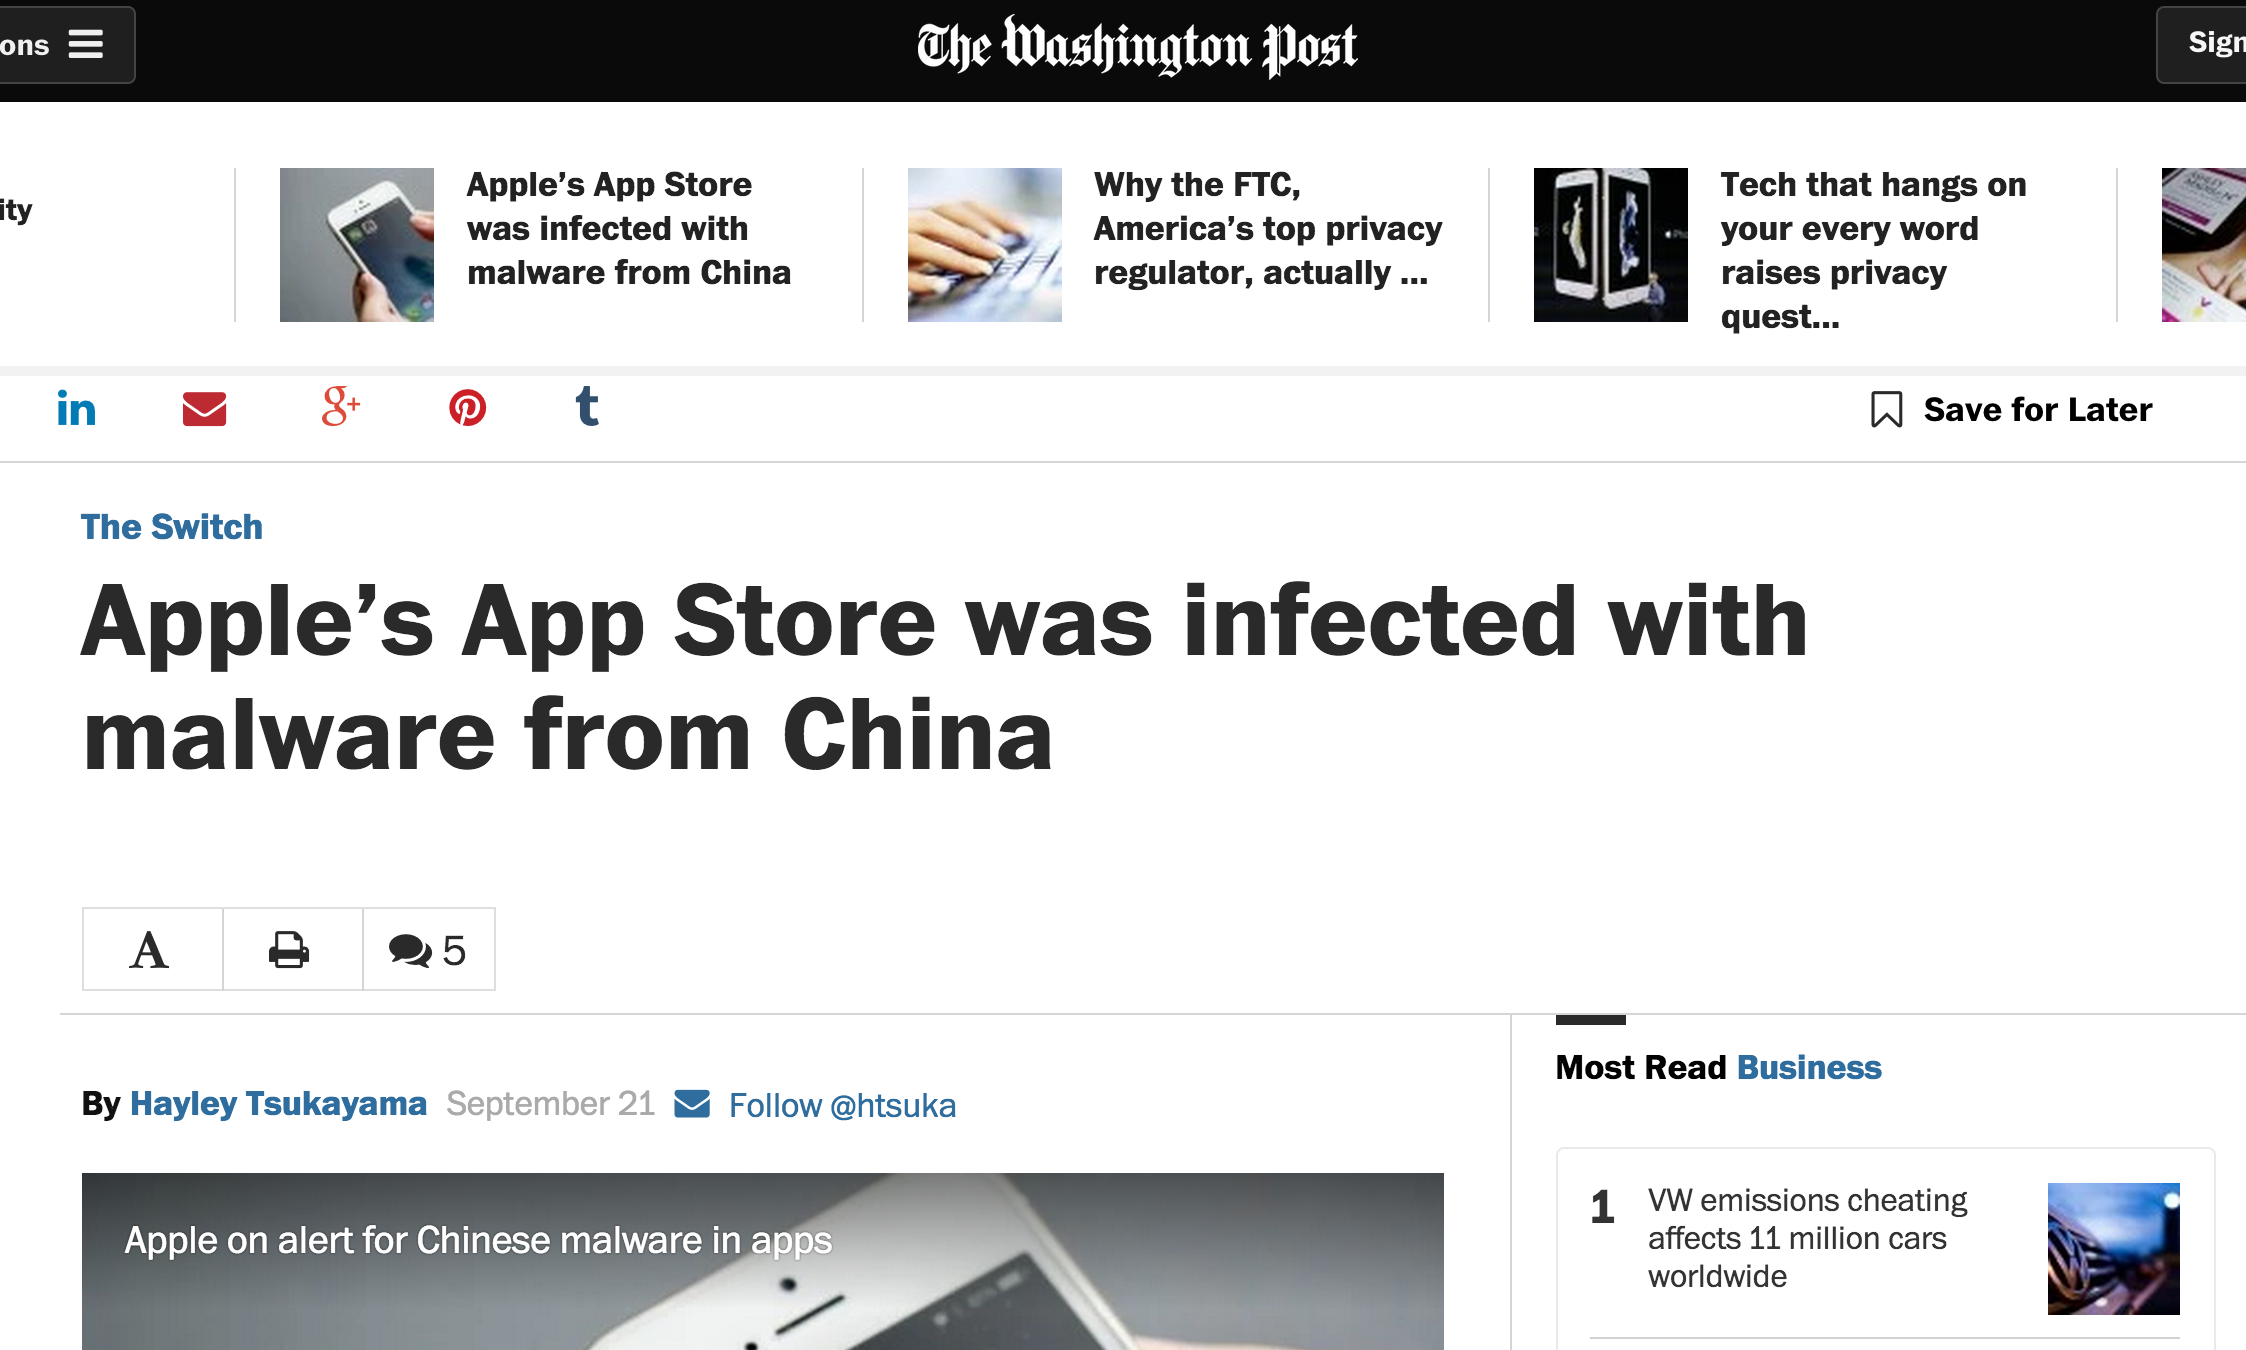 ons
The Washington Post
Sign
ity
Apple’s App Store
was infected with
malware from China
Why the FTC,
America’s top privacy
regulator, actually ...
Tech that hangs on
your every word
raises privacy
quest...
in
g+
t
Save for Later
The Switch
Apple’s App Store was infected with
malware from China
A
5
By Hayley Tsukayama September 21 Follow @htsuka
Apple on alert for Chinese malware in apps
Most Read Business
1 VW emissions cheating
affects 11 million cars
worldwide